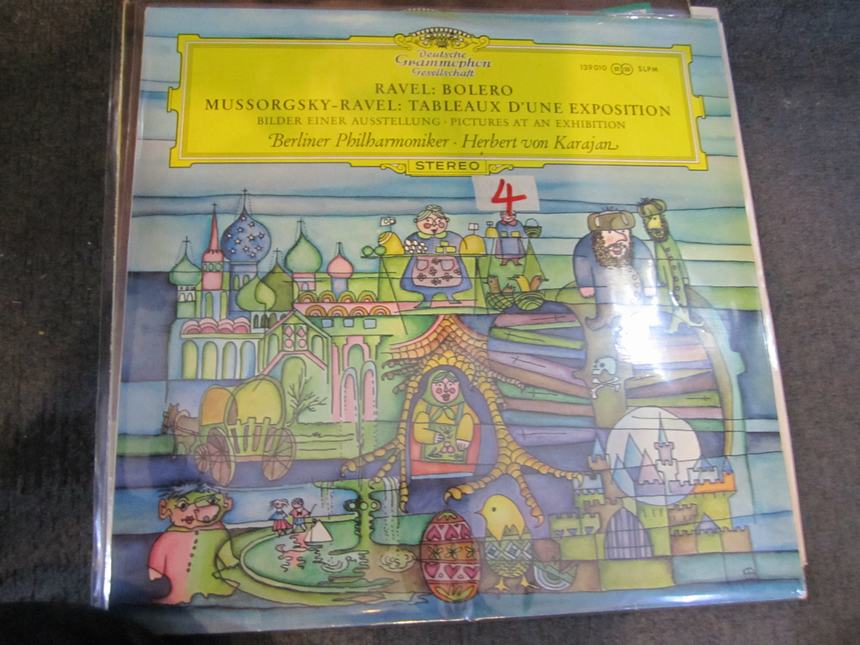 Deutsche
Grammophon
Gesellschaft
139010 SLPM
RAVEL: BOLERO
MUSSORGSKY-RAVEL: TABLEAUX D'UNE EXPOSITION
BILDER EINER AUSSTELLUNG · PICTURES AT AN EXHIBITION
Berliner Philharmoniker · Herbert von Karajan
STEREO
4